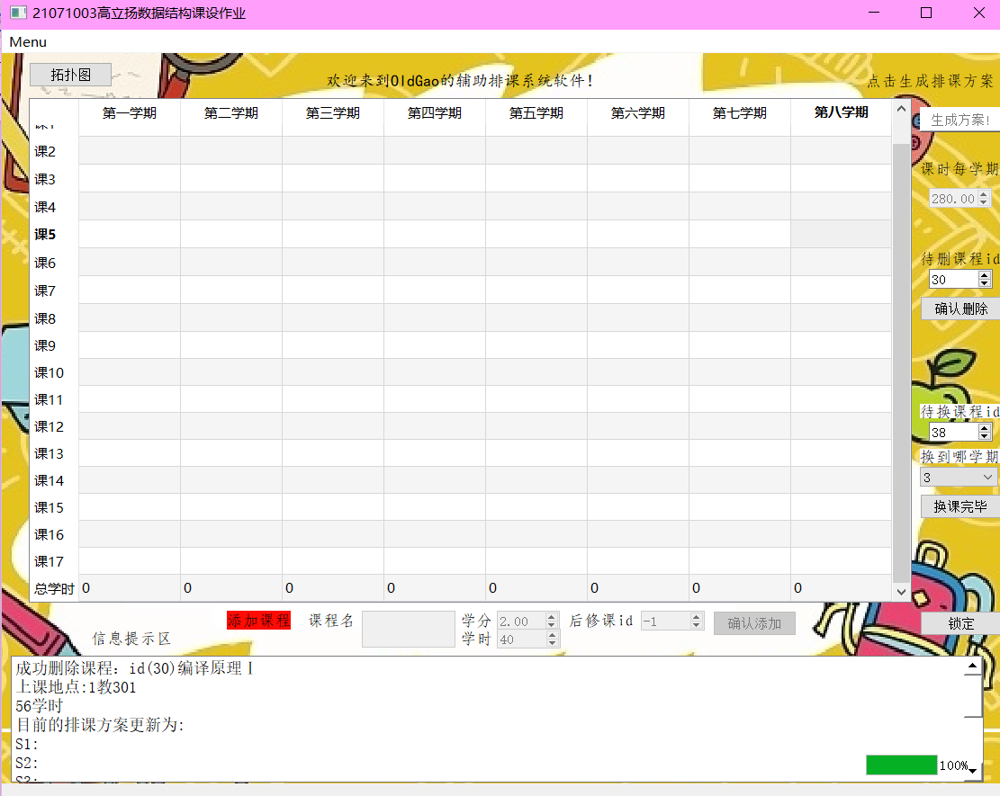 21071003高立扬数据结构课设作业
Menu
拓扑图
欢迎来到OldGao的辅助排课系统软件！
点击生成排课方案
第一学期 第二学期 第三学期 第四学期 第五学期 第六学期 第七学期 第八学期
生成方案!
课2
课3
课时每学期
280.00
课4
课5
待删课程id
30
课6
课7
确认删除
课8
课9
课10
课11
待换课程id
38
课12
课13
换到哪学期
3
课14
课15
换课完毕
课16
课17
总学时 0 0 0 0 0 0 0 0
添加课程 课程名 学分 2.00 后修课id -1 确认添加 锁定
学时 40
信息提示区
成功删除课程：id(30)编译原理Ⅰ
上课地点:1教301
56学时
目前的排课方案更新为:
S1:
S2:
S3:
100%